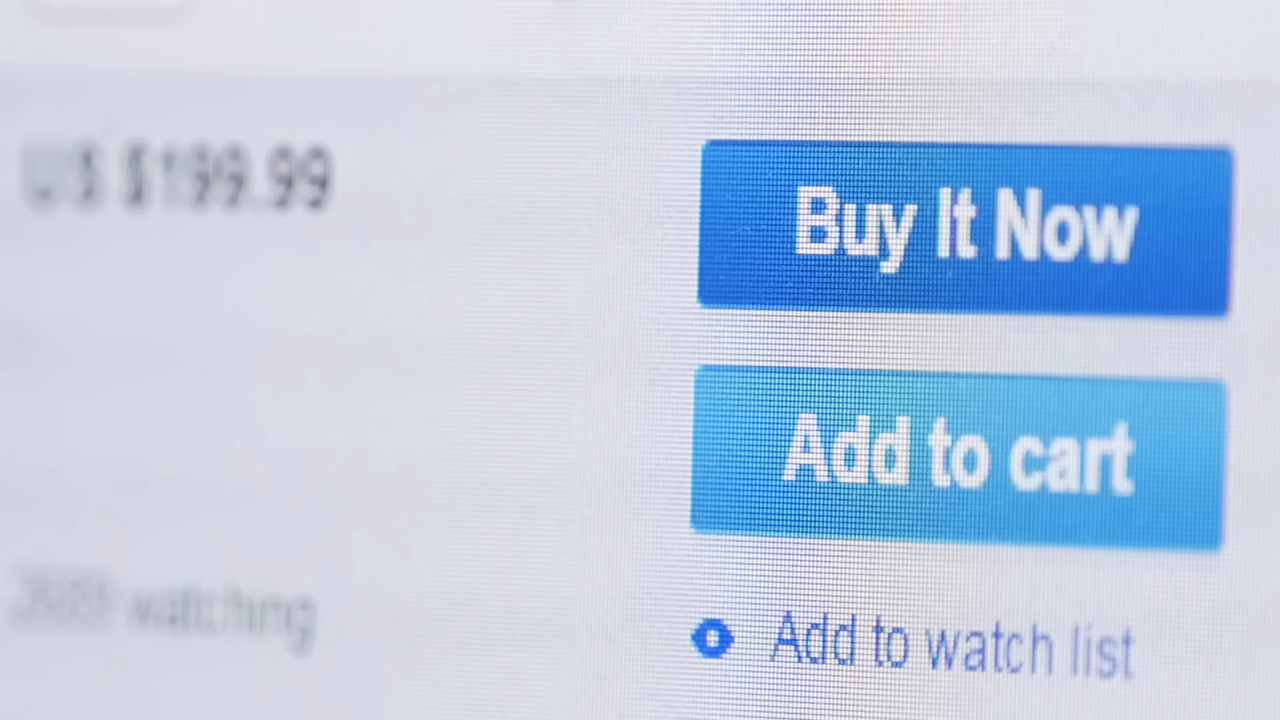 US $199.99
Buy It Now
Add to cart
watching
Add to watch list